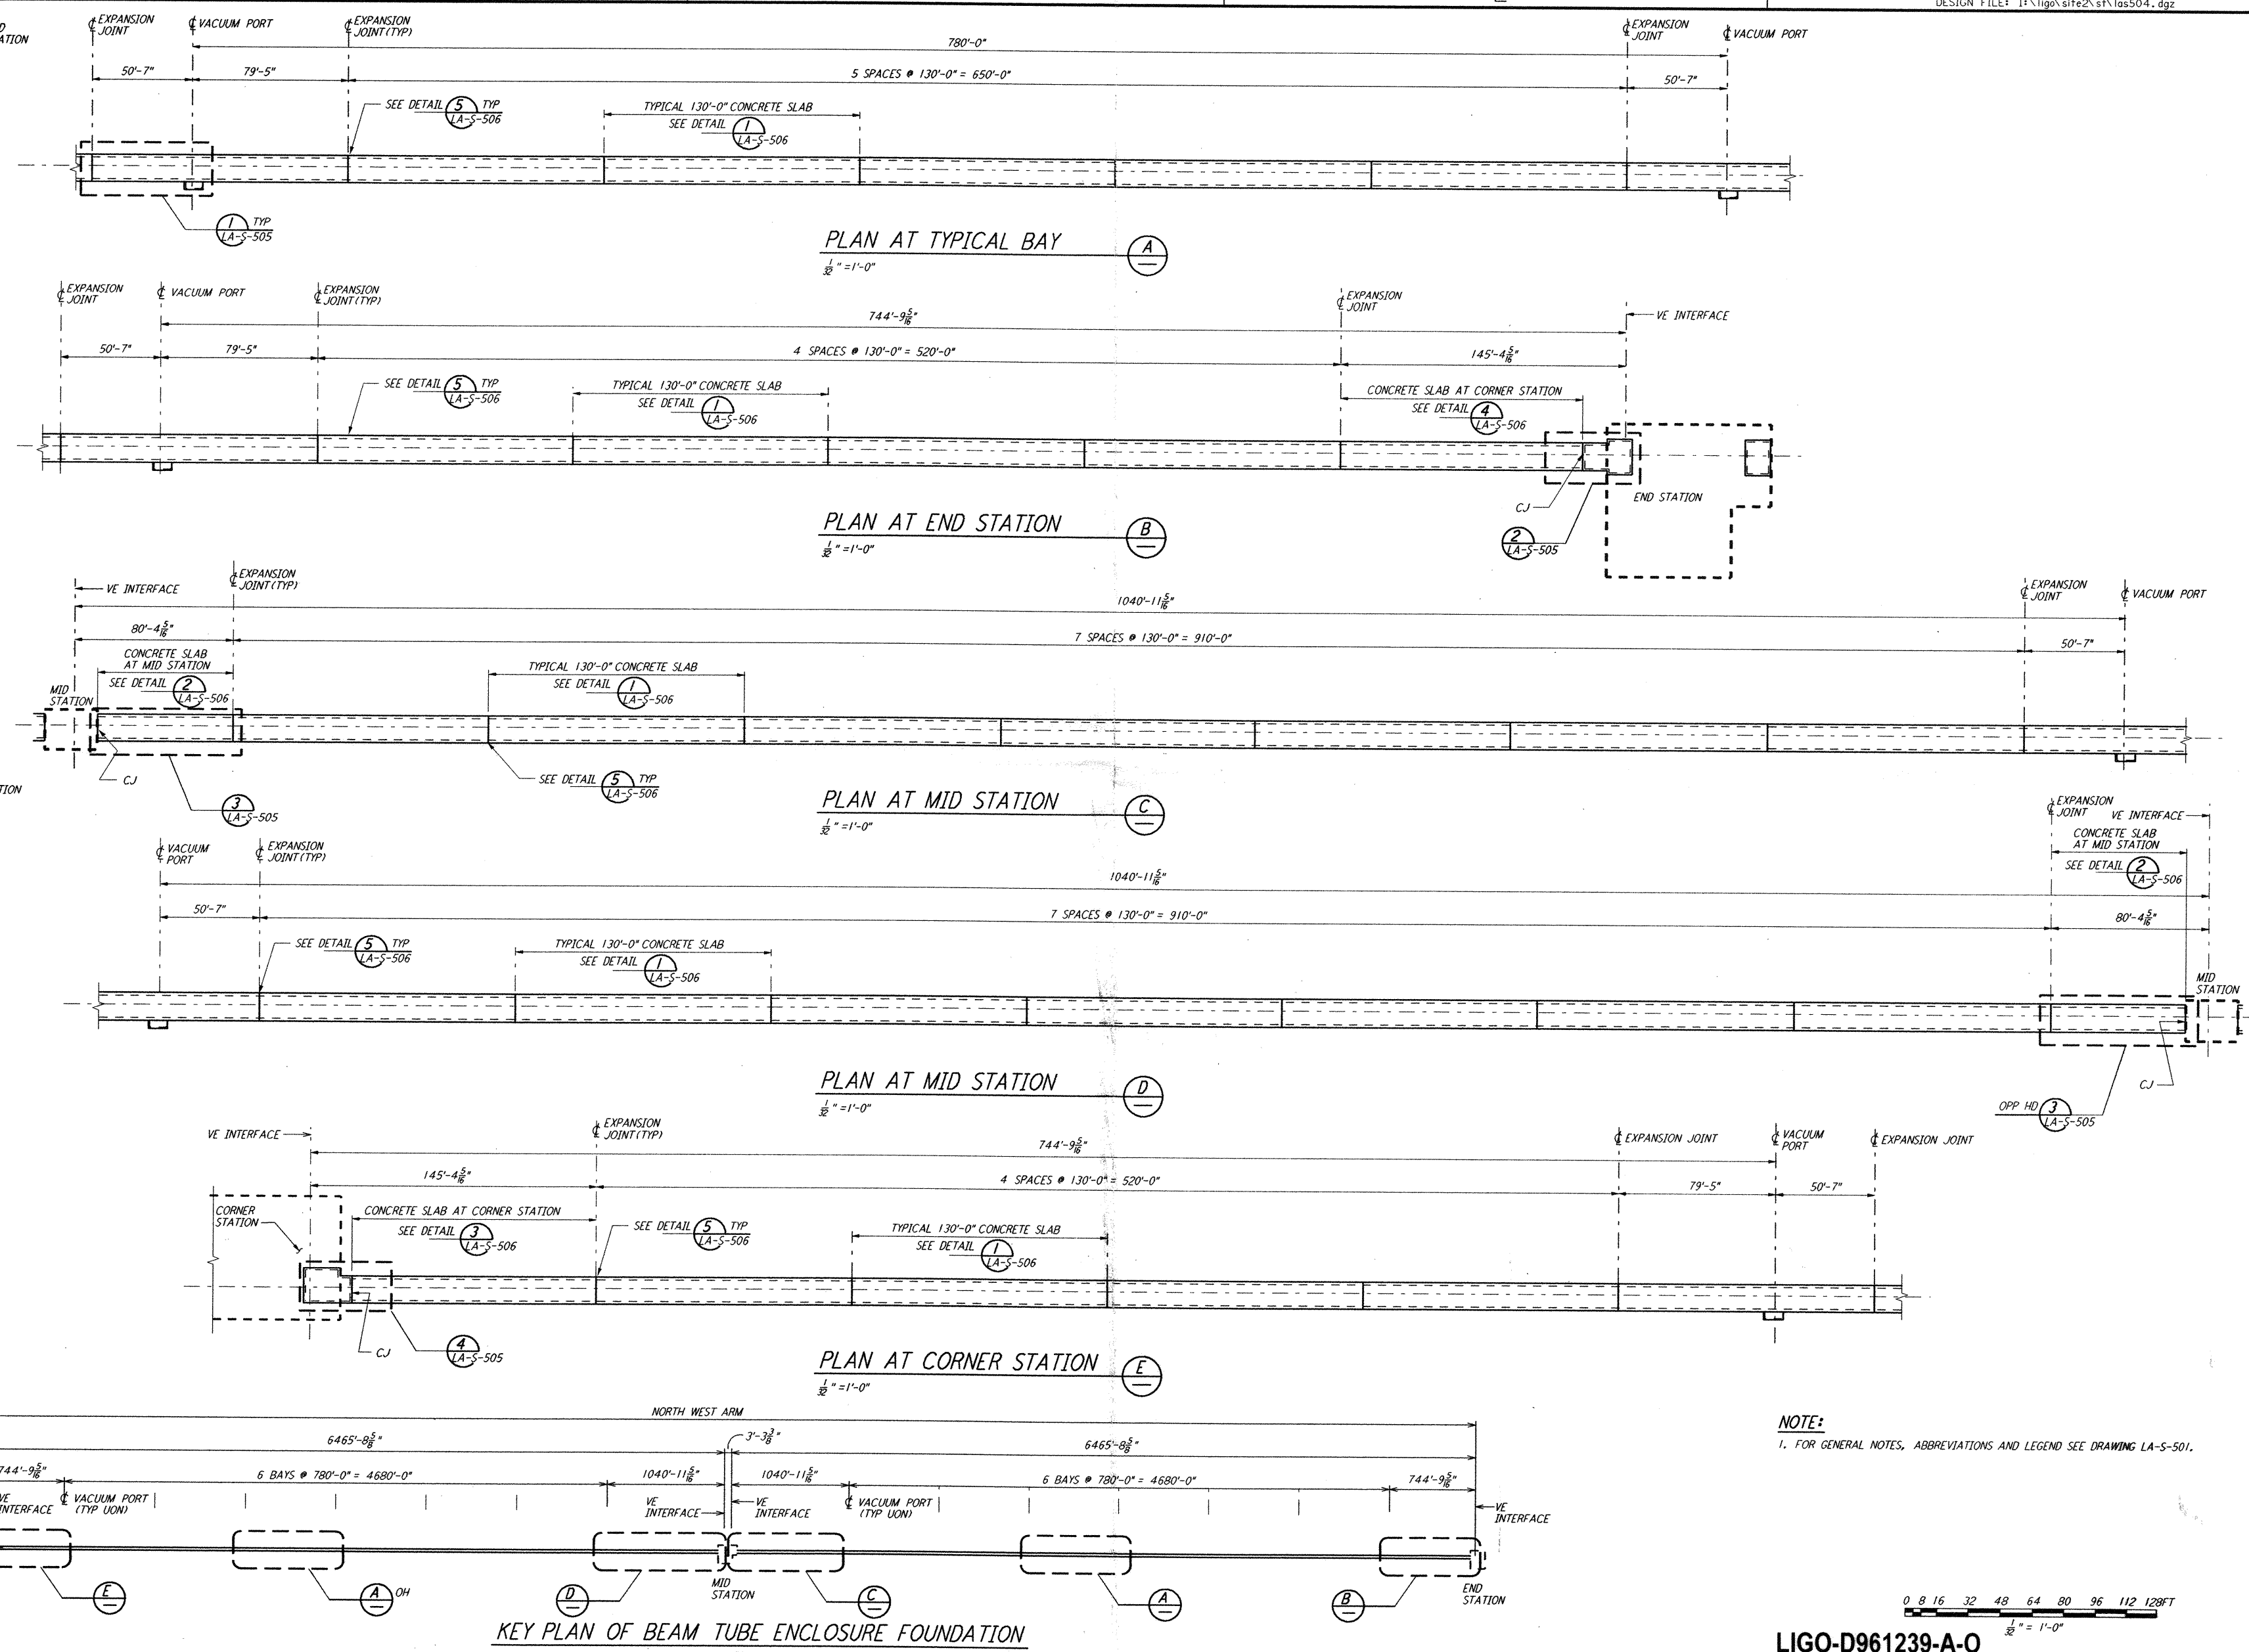 DESIGN FILE: I:\ligo\site2\st\las504.dgz
ATION
℄ EXPANSION JOINT
℄ VACUUM PORT
℄ EXPANSION JOINT(TYP)
780'-0"
℄ EXPANSION JOINT
℄ VACUUM PORT
50'-7"
79'-5"
5 SPACES @ 130'-0" = 650'-0"
50'-7"
SEE DETAIL 5 TYP
LA-S-506
TYPICAL 130'-0" CONCRETE SLAB
SEE DETAIL 1
LA-S-506
1 TYP
LA-S-505
PLAN AT TYPICAL BAY A
1/32" =1'-0"
℄ EXPANSION JOINT
℄ VACUUM PORT
℄ EXPANSION JOINT(TYP)
℄ EXPANSION JOINT
744'-9 5/16"
VE INTERFACE
50'-7"
79'-5"
4 SPACES @ 130'-0" = 520'-0"
145'-4 5/16"
SEE DETAIL 5 TYP
LA-S-506
TYPICAL 130'-0" CONCRETE SLAB
SEE DETAIL 1
LA-S-506
CONCRETE SLAB AT CORNER STATION
SEE DETAIL 4
LA-S-506
CJ
END STATION
2
LA-S-505
PLAN AT END STATION B
1/32" =1'-0"
VE INTERFACE
℄ EXPANSION JOINT(TYP)
1040'-11 5/16"
℄ EXPANSION JOINT
℄ VACUUM PORT
80'-4 5/16"
7 SPACES @ 130'-0" = 910'-0"
50'-7"
CONCRETE SLAB
AT MID STATION
SEE DETAIL 2
LA-S-506
MID
STATION
TYPICAL 130'-0" CONCRETE SLAB
SEE DETAIL 1
LA-S-506
CJ
3
LA-S-505
SEE DETAIL 5 TYP
LA-S-506
TION
PLAN AT MID STATION C
1/32" =1'-0"
℄ VACUUM PORT
℄ EXPANSION JOINT(TYP)
℄ EXPANSION JOINT
VE INTERFACE
1040'-11 5/16"
CONCRETE SLAB
AT MID STATION
SEE DETAIL 2
LA-S-506
50'-7"
7 SPACES @ 130'-0" = 910'-0"
80'-4 5/16"
SEE DETAIL 5 TYP
LA-S-506
TYPICAL 130'-0" CONCRETE SLAB
SEE DETAIL 1
LA-S-506
MID
STATION
CJ
OPP HD 3
LA-S-505
PLAN AT MID STATION D
1/32" =1'-0"
VE INTERFACE
℄ EXPANSION JOINT(TYP)
744'-9 5/16"
℄ EXPANSION JOINT
℄ VACUUM PORT
℄ EXPANSION JOINT
145'-4 5/16"
4 SPACES @ 130'-0" = 520'-0"
79'-5"
50'-7"
CORNER
STATION
CONCRETE SLAB AT CORNER STATION
SEE DETAIL 3
LA-S-506
SEE DETAIL 5 TYP
LA-S-506
TYPICAL 130'-0" CONCRETE SLAB
SEE DETAIL 1
LA-S-506
CJ
4
LA-S-505
PLAN AT CORNER STATION E
1/32" =1'-0"
NORTH WEST ARM
6465'-8 5/8"
3'-3 3/8"
6465'-8 5/8"
744'-9 5/16"
6 BAYS @ 780'-0" = 4680'-0"
1040'-11 5/16"
1040'-11 5/16"
6 BAYS @ 780'-0" = 4680'-0"
744'-9 5/16"
VE
INTERFACE
℄ VACUUM PORT
(TYP UON)
VE
INTERFACE
VE
INTERFACE
℄ VACUUM PORT
(TYP UON)
VE
INTERFACE
E
A OH
D
MID
STATION
C
A
B
END
STATION
KEY PLAN OF BEAM TUBE ENCLOSURE FOUNDATION
NOTE:
1. FOR GENERAL NOTES, ABBREVIATIONS AND LEGEND SEE DRAWING LA-S-501.
0 8 16 32 48 64 80 96 112 128FT
1/32" = 1'-0"
LIGO-D961239-A-O